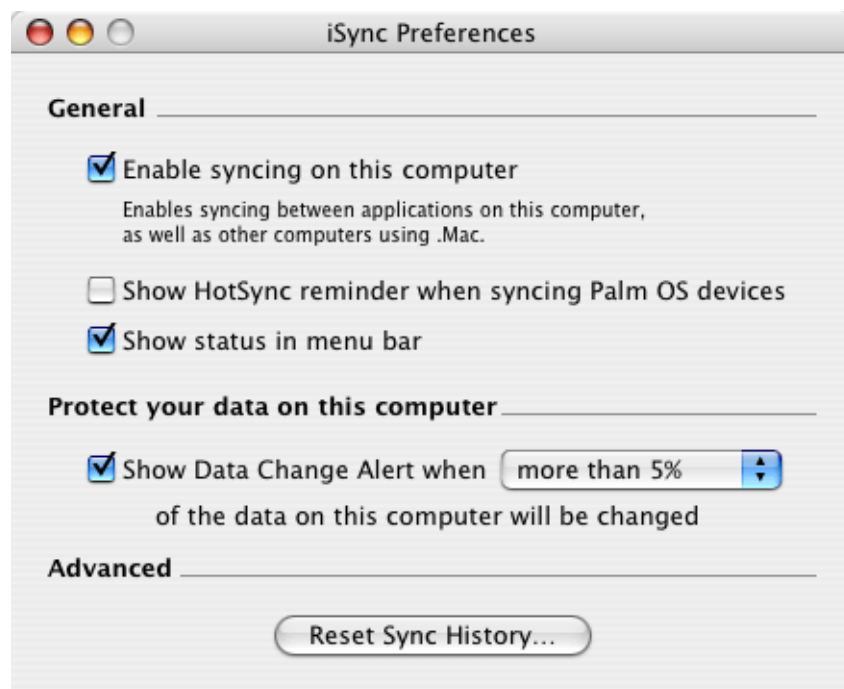 iSync Preferences
General
Enable syncing on this computer
Enables syncing between applications on this computer,
as well as other computers using .Mac.
Show HotSync reminder when syncing Palm OS devices
Show status in menu bar
Protect your data on this computer
Show Data Change Alert when more than 5%
of the data on this computer will be changed
Advanced
Reset Sync History...